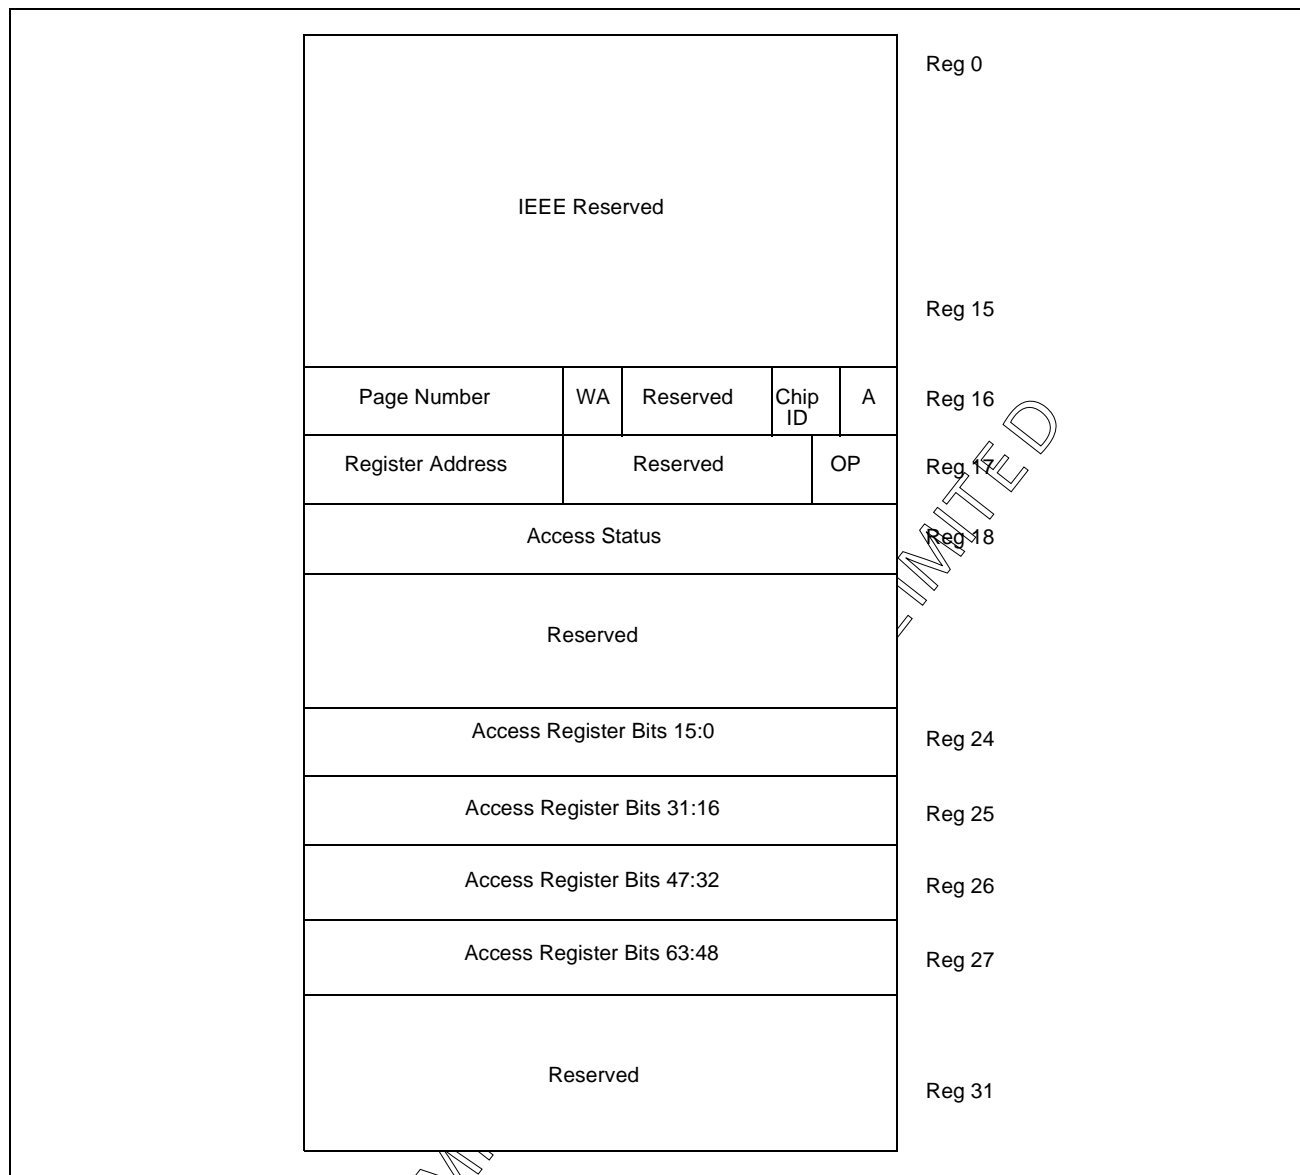 Reg 0
IEEE Reserved
Reg 15
Page Number WA Reserved Chip ID A Reg 16
Register Address Reserved OP Reg 17
Access Status Reg 18
Reserved
Access Register Bits 15:0 Reg 24
Access Register Bits 31:16 Reg 25
Access Register Bits 47:32 Reg 26
Access Register Bits 63:48 Reg 27
Reserved
Reg 31